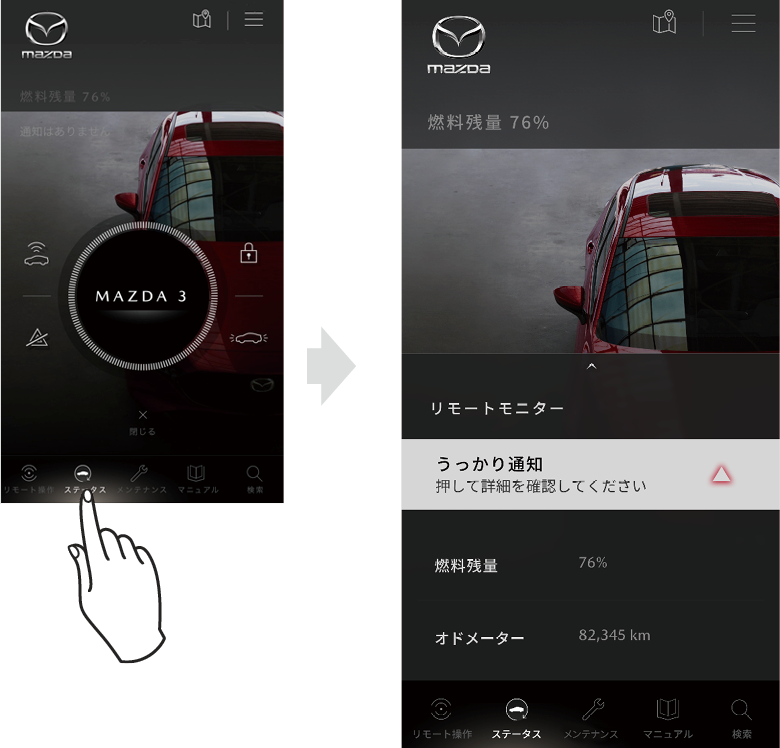 mazda
燃料残量 76%
通知はありません
MAZDA 3
閉じる
リモート操作
ステータス
メンテナンス
マニュアル
検索
mazda
燃料残量 76%
リモートモニター
うっかり通知
押して詳細を確認してください
燃料残量 76%
オドメーター 82,345 km
リモート操作
ステータス
メンテナンス
マニュアル
検索